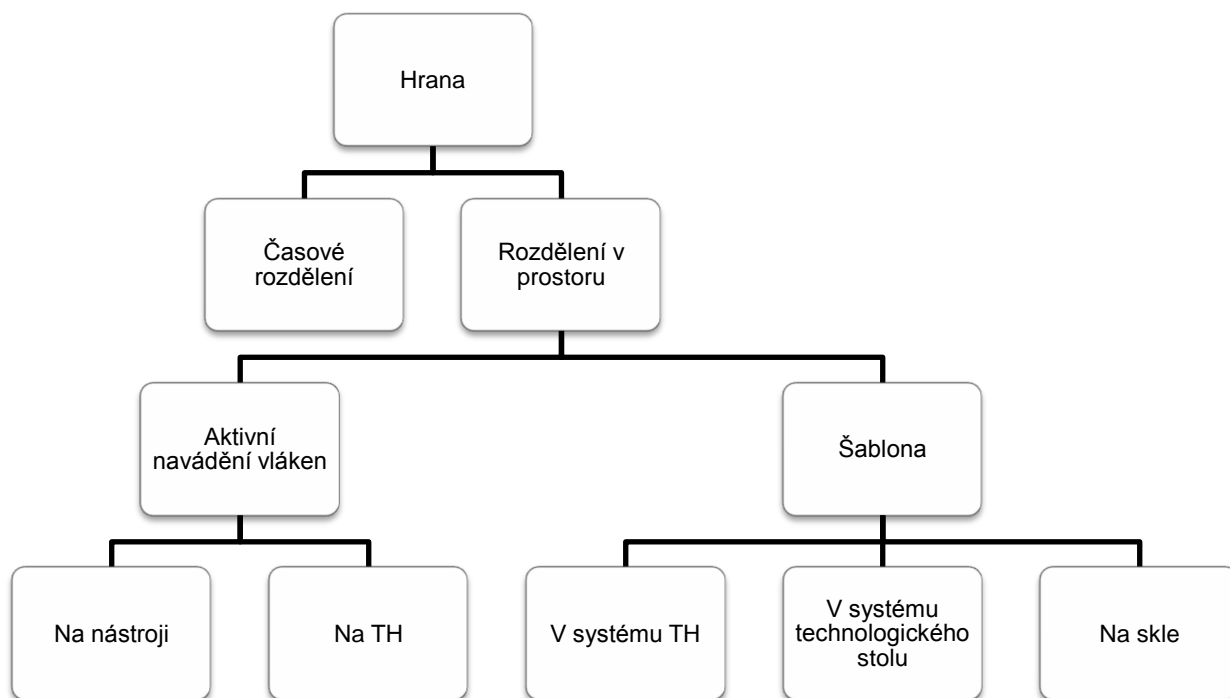 Hrana
Časové
rozdělení
Rozdělení v
prostoru
Aktivní
navádění vláken
Šablona
Na nástroji
Na TH
V systému TH
V systému
technologického
stolu
Na skle